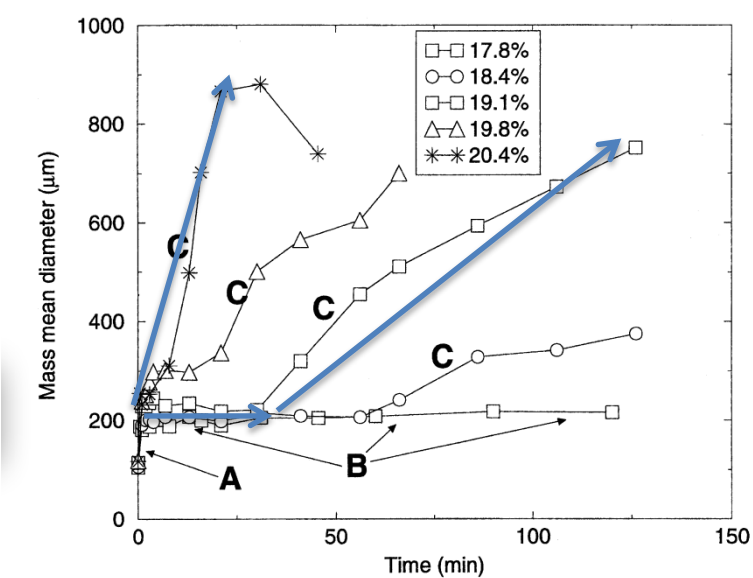 1000
800
600
400
200
0
0
50
100
150
Mass mean diameter (μm)
Time (min)
17.8%
18.4%
19.1%
19.8%
20.4%
C
C
C
C
A
B